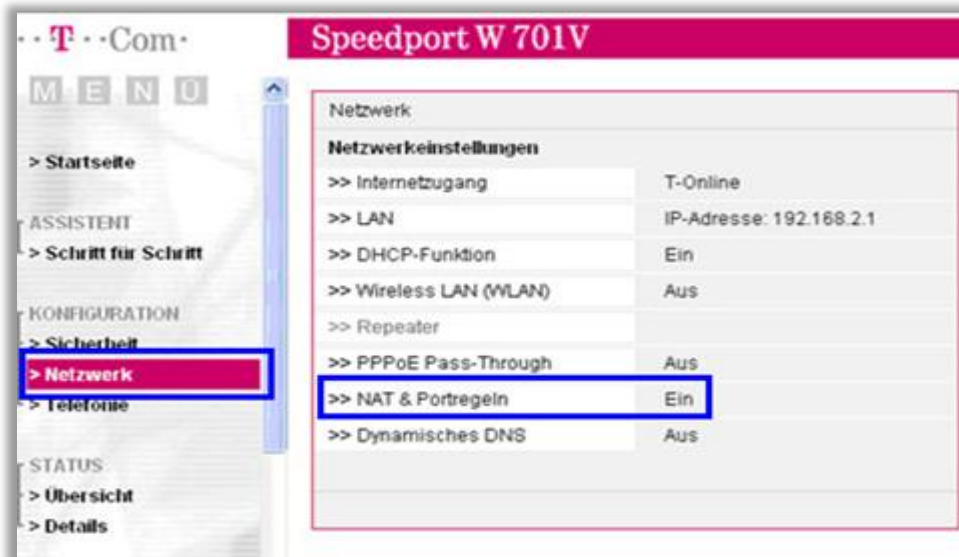 · · T · · Com ·
Speedport W 701V
MENÜ
> Startseite
ASSISTENT
> Schritt für Schritt
KONFIGURATION
> Sicherheit
> Netzwerk
> Telefonie
STATUS
> Übersicht
> Details
Netzwerk
Netzwerkeinstellungen
>> Internetzugang T-Online
>> LAN IP-Adresse: 192.168.2.1
>> DHCP-Funktion Ein
>> Wireless LAN (WLAN) Aus
>> Repeater
>> PPPoE Pass-Through Aus
>> NAT & Portregeln Ein
>> Dynamisches DNS Aus